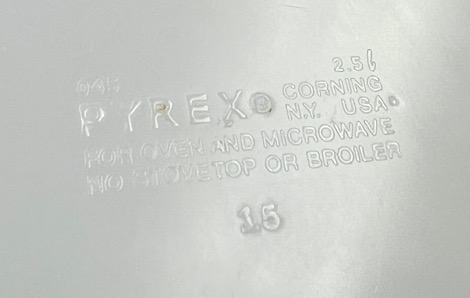 2.5 l
045 CORNING
PYREX® N.Y. USA
FOR OVEN AND MICROWAVE
NO STOVETOP OR BROILER
15